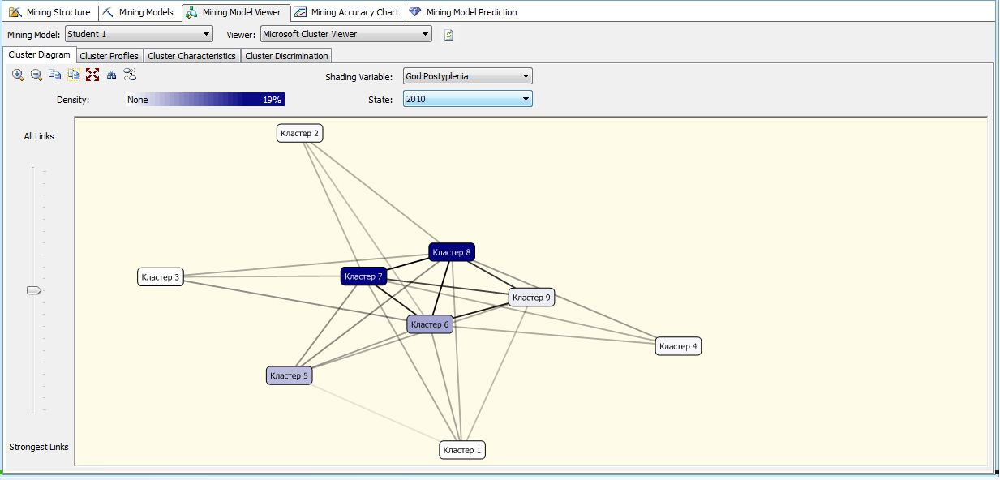 Mining Structure Mining Models Mining Model Viewer Mining Accuracy Chart Mining Model Prediction
Mining Model: Student 1 Viewer: Microsoft Cluster Viewer
Cluster Diagram Cluster Profiles Cluster Characteristics Cluster Discrimination
Shading Variable: God Postyplenia
Density: None 19% State: 2010
All Links
Кластер 2
Кластер 8
Кластер 7
Кластер 3
Кластер 9
Кластер 6
Кластер 4
Кластер 5
Strongest Links
Кластер 1